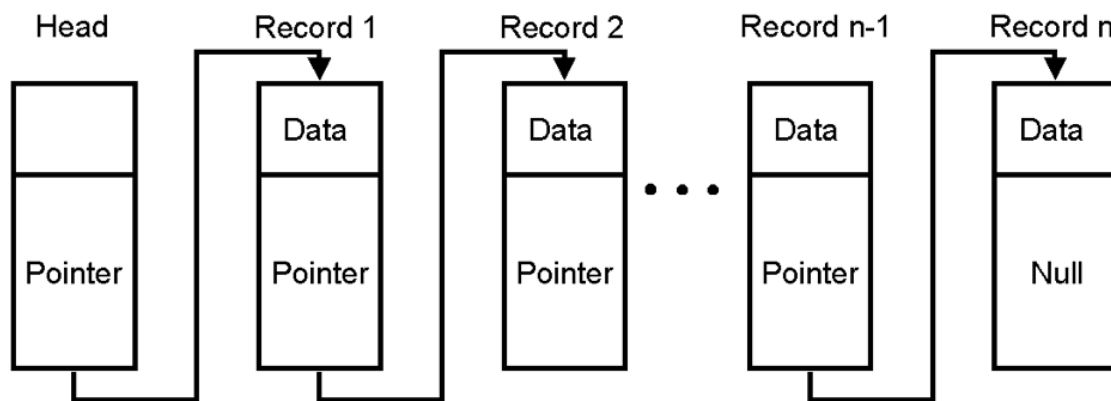 Head Record 1 Record 2 Record n-1 Record n
Data Data Data Data
Pointer Pointer Pointer Pointer Null